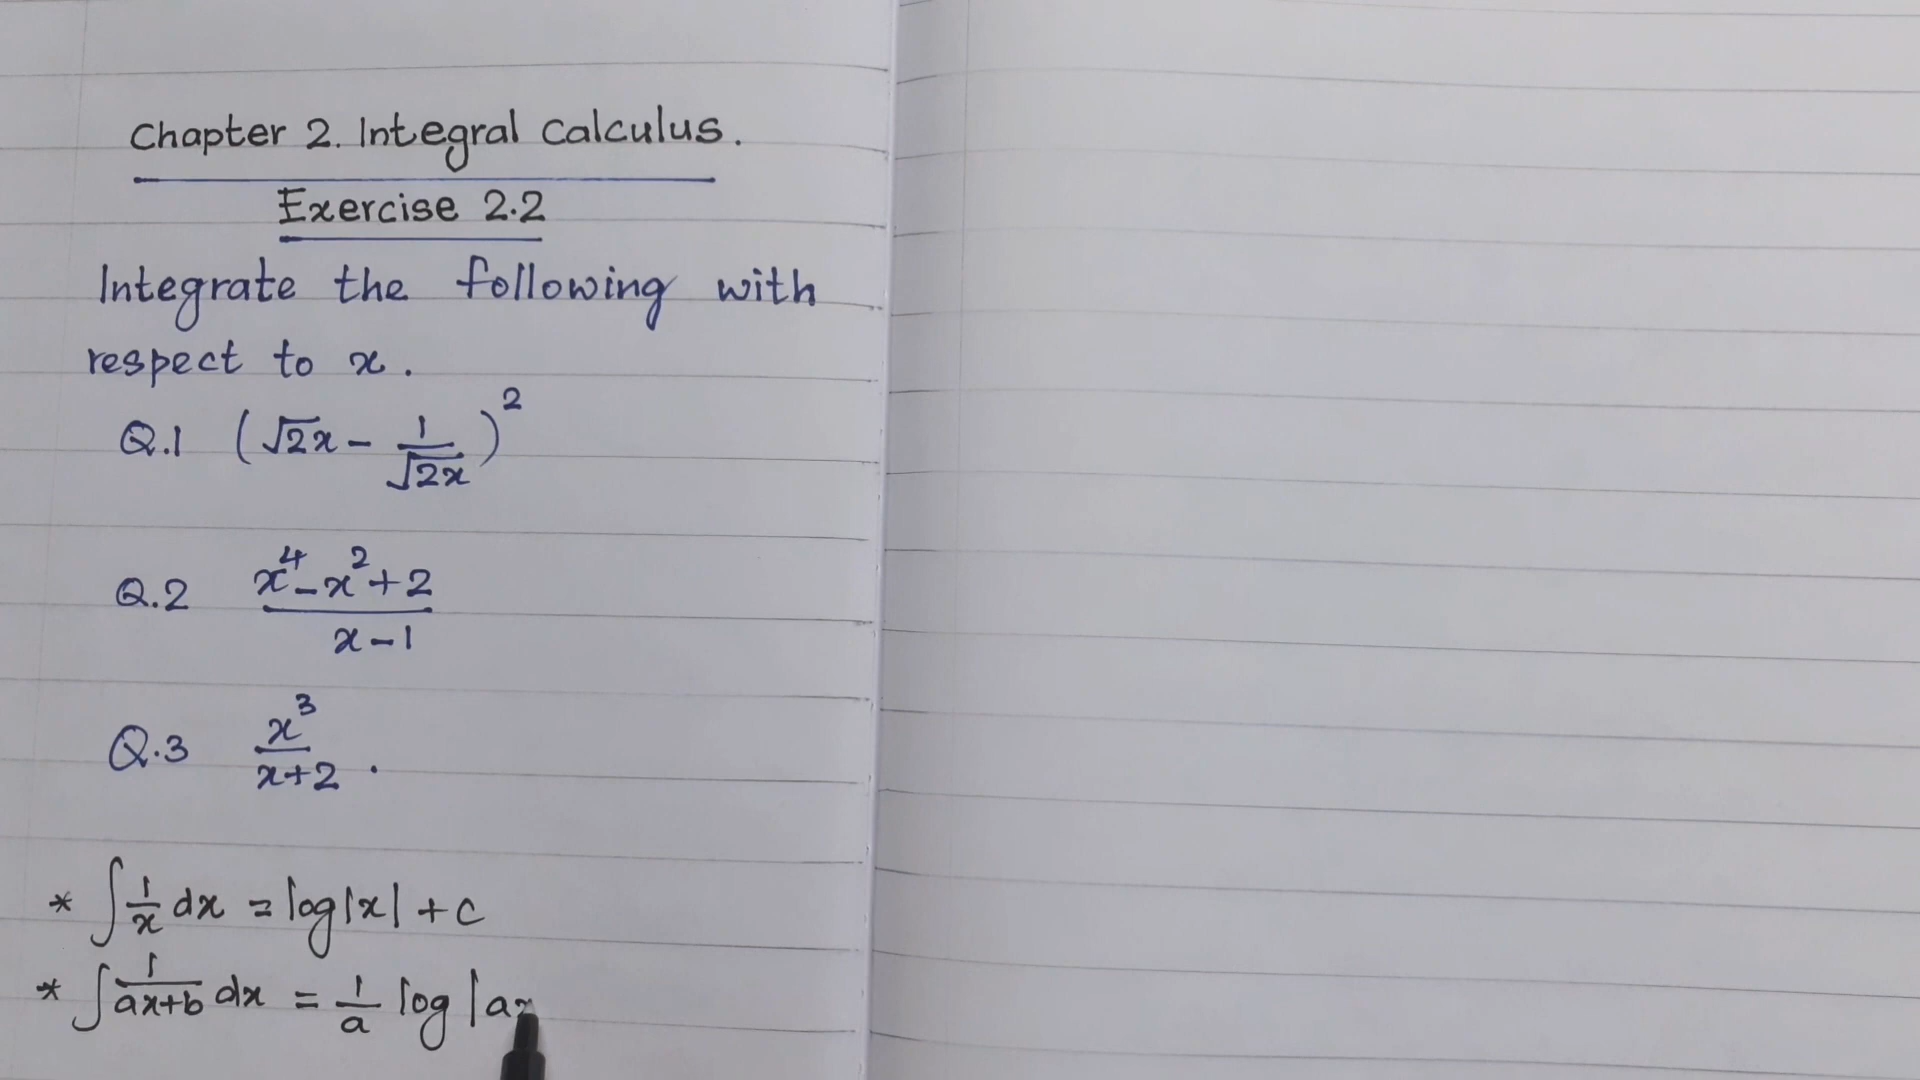 Chapter 2. Integral Calculus.
Exercise 2.2
Integrate the following with
respect to x.
Q.1 (√2x - 1/√2x)²
Q.2 x⁴-x²+2 / x-1
Q.3 x³/x+2 .
* ∫ 1/x dx = log|x| + c
* ∫ 1/ax+b dx = 1/a log |ax